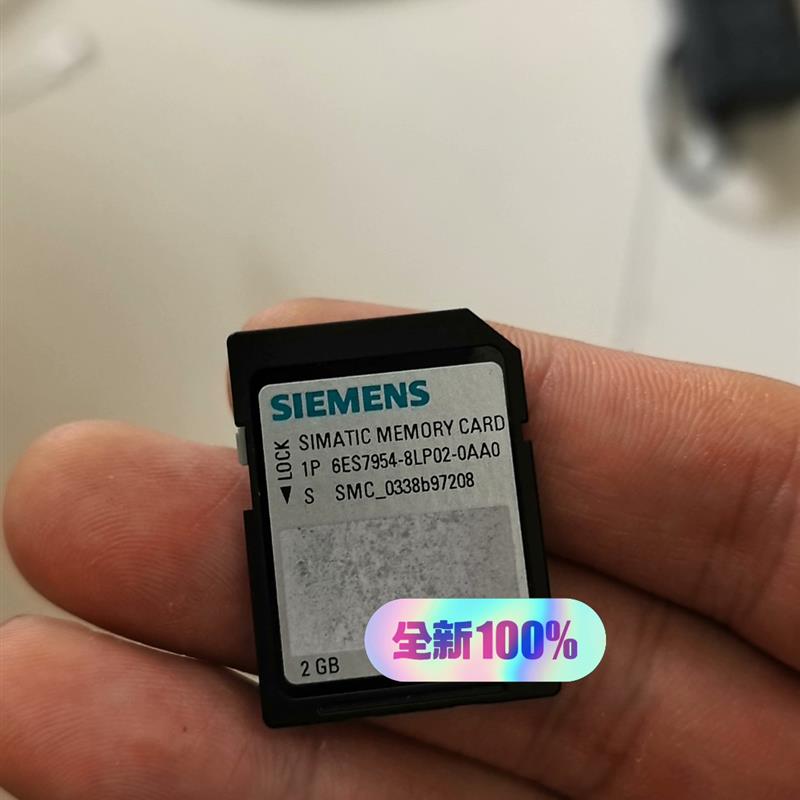 SIEMENS
SIMATIC MEMORY CARD
1P 6ES7954-8LP02-0AA0
S SMC_0338b97208
◄ LOCK
2 GB
全新100%